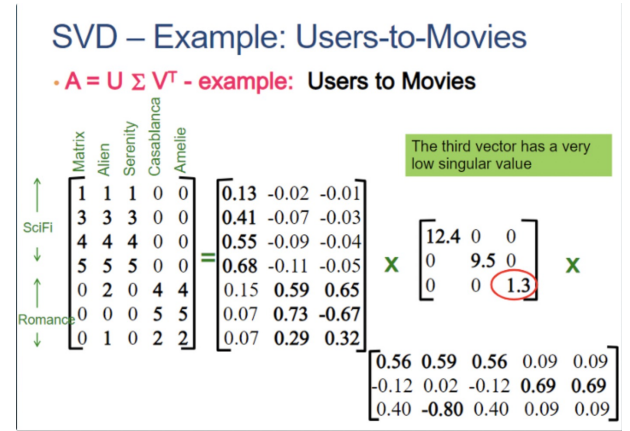 SVD – Example: Users-to-Movies
• A = U Σ Vᵀ - example: Users to Movies
Matrix
Alien
Serenity
Casablanca
Amelie
The third vector has a very
low singular value
SciFi
Romance
1 1 1 0 0
3 3 3 0 0
4 4 4 0 0
5 5 5 0 0
0 2 0 4 4
0 0 0 5 5
0 1 0 2 2
=
0.13 -0.02 -0.01
0.41 -0.07 -0.03
0.55 -0.09 -0.04
0.68 -0.11 -0.05
0.15 0.59 0.65
0.07 0.73 -0.67
0.07 0.29 0.32
x
12.4 0 0
0 9.5 0
0 0 1.3
x
0.56 0.59 0.56 0.09 0.09
-0.12 0.02 -0.12 0.69 0.69
0.40 -0.80 0.40 0.09 0.09